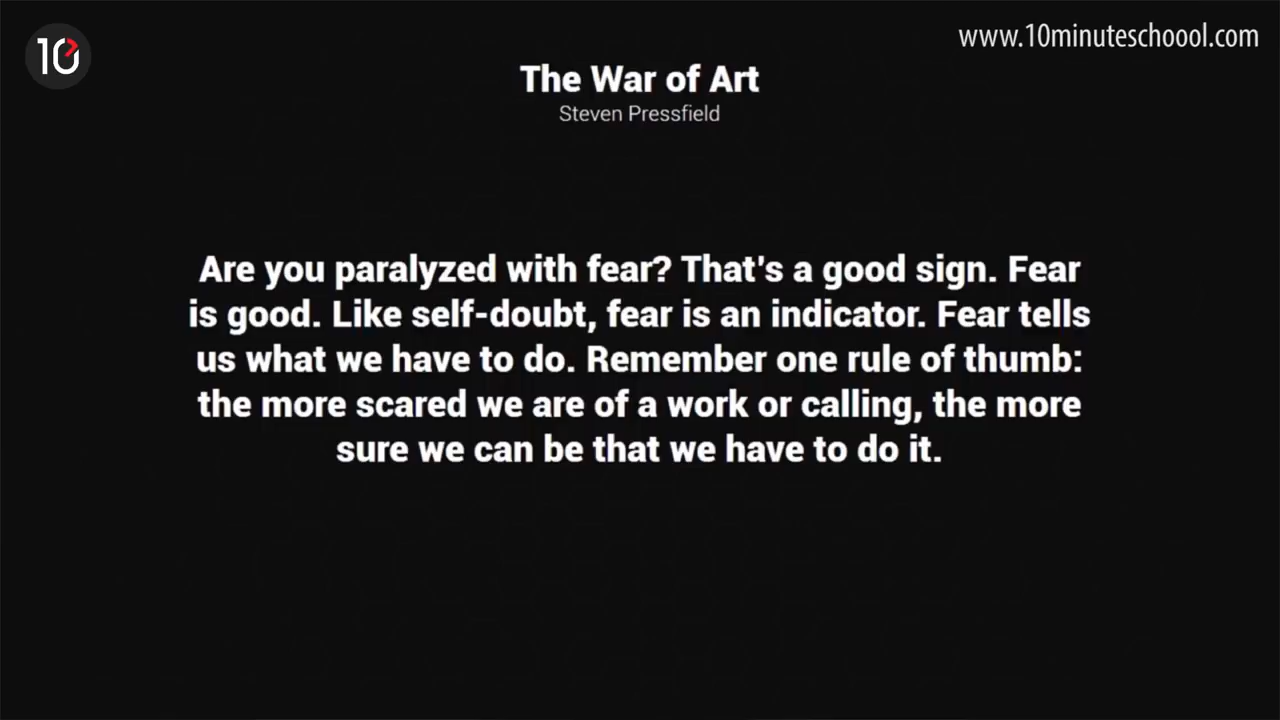 10
www.10minuteschoool.com
The War of Art
Steven Pressfield
Are you paralyzed with fear? That's a good sign. Fear
is good. Like self-doubt, fear is an indicator. Fear tells
us what we have to do. Remember one rule of thumb:
the more scared we are of a work or calling, the more
sure we can be that we have to do it.